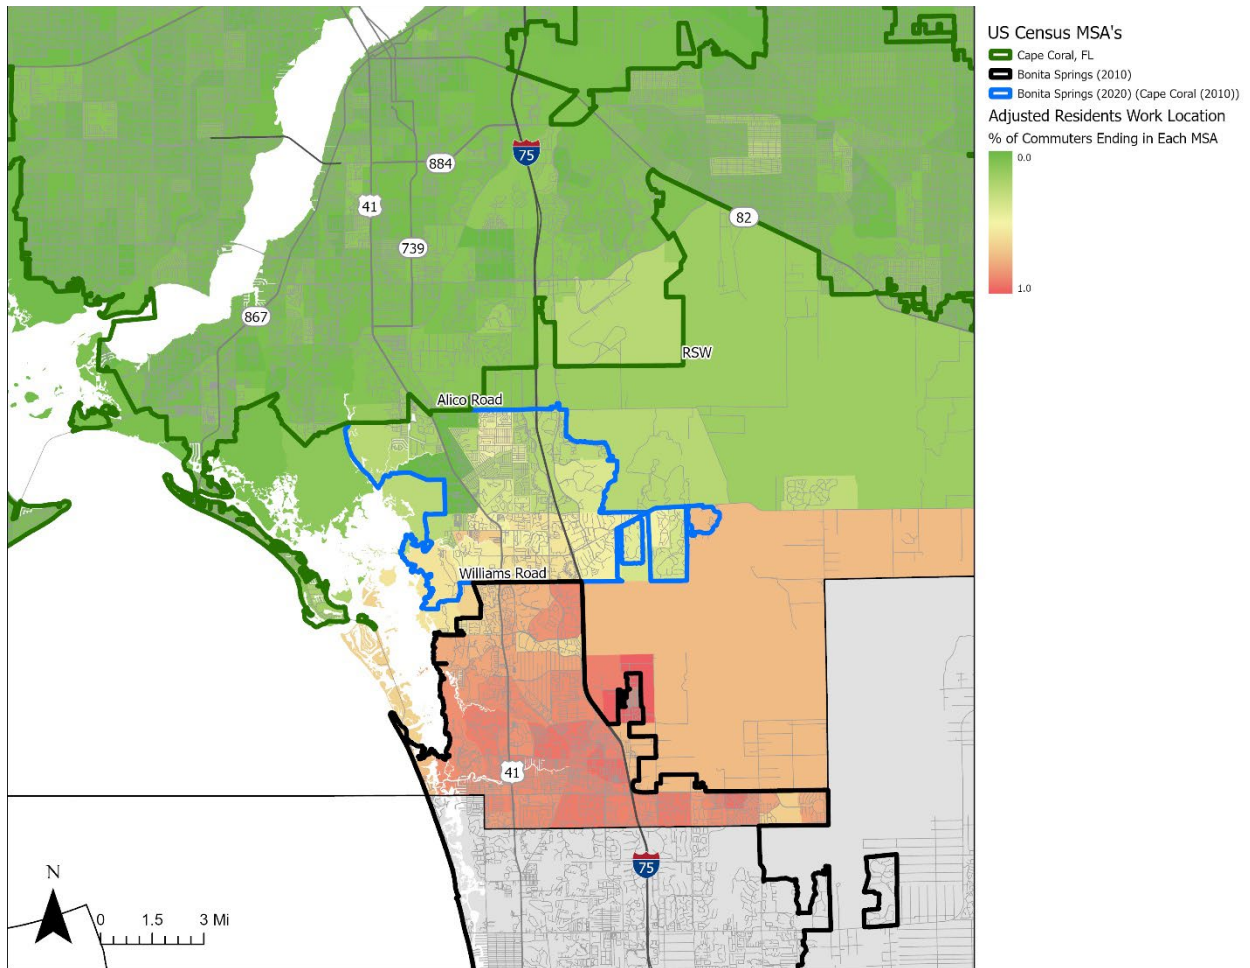 US Census MSA's
Cape Coral, FL
Bonita Springs (2010)
Bonita Springs (2020) (Cape Coral (2010))
Adjusted Residents Work Location
% of Commuters Ending in Each MSA
0.0
1.0
75
884
41
82
739
867
RSW
Alico Road
Williams Road
41
75
N
0 1.5 3 Mi